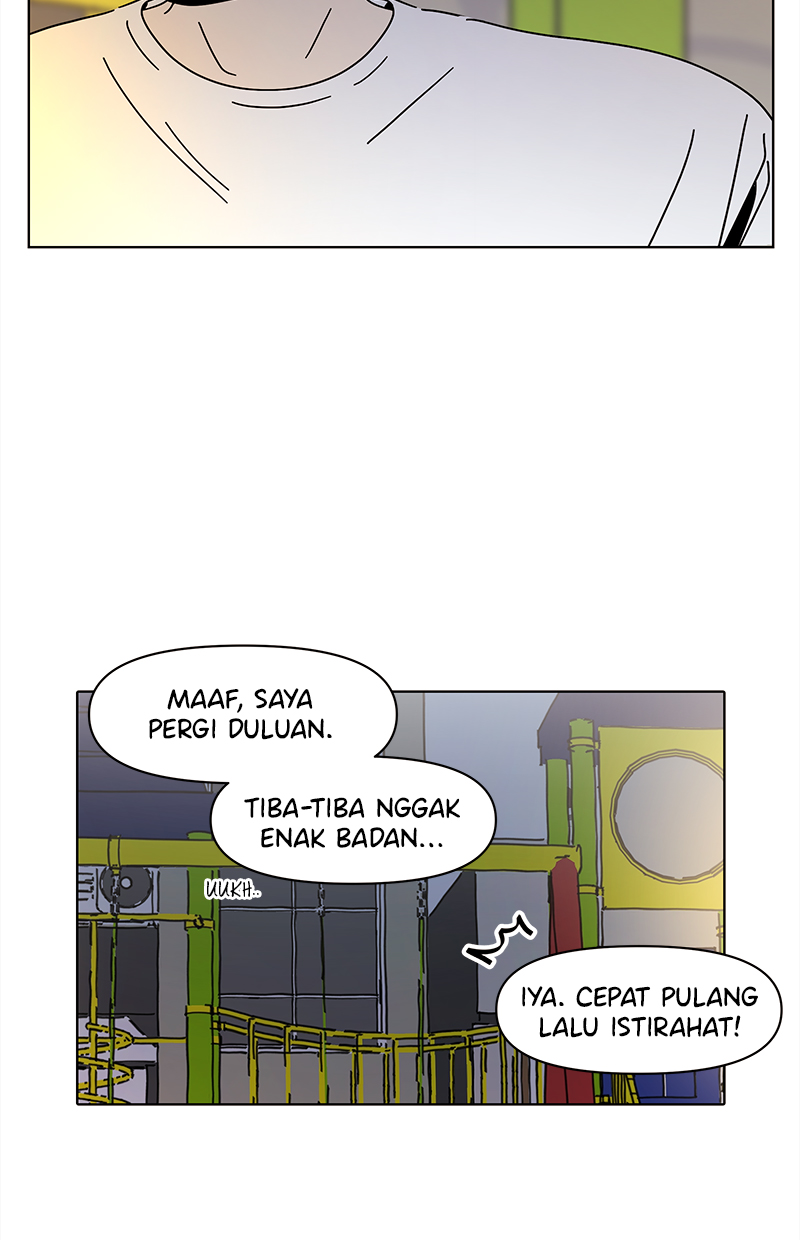 MAAF, SAYA
PERGI DULUAN.
TIBA-TIBA NGGAK
ENAK BADAN...
UUKH..
IYA. CEPAT PULANG
LALU ISTIRAHAT!